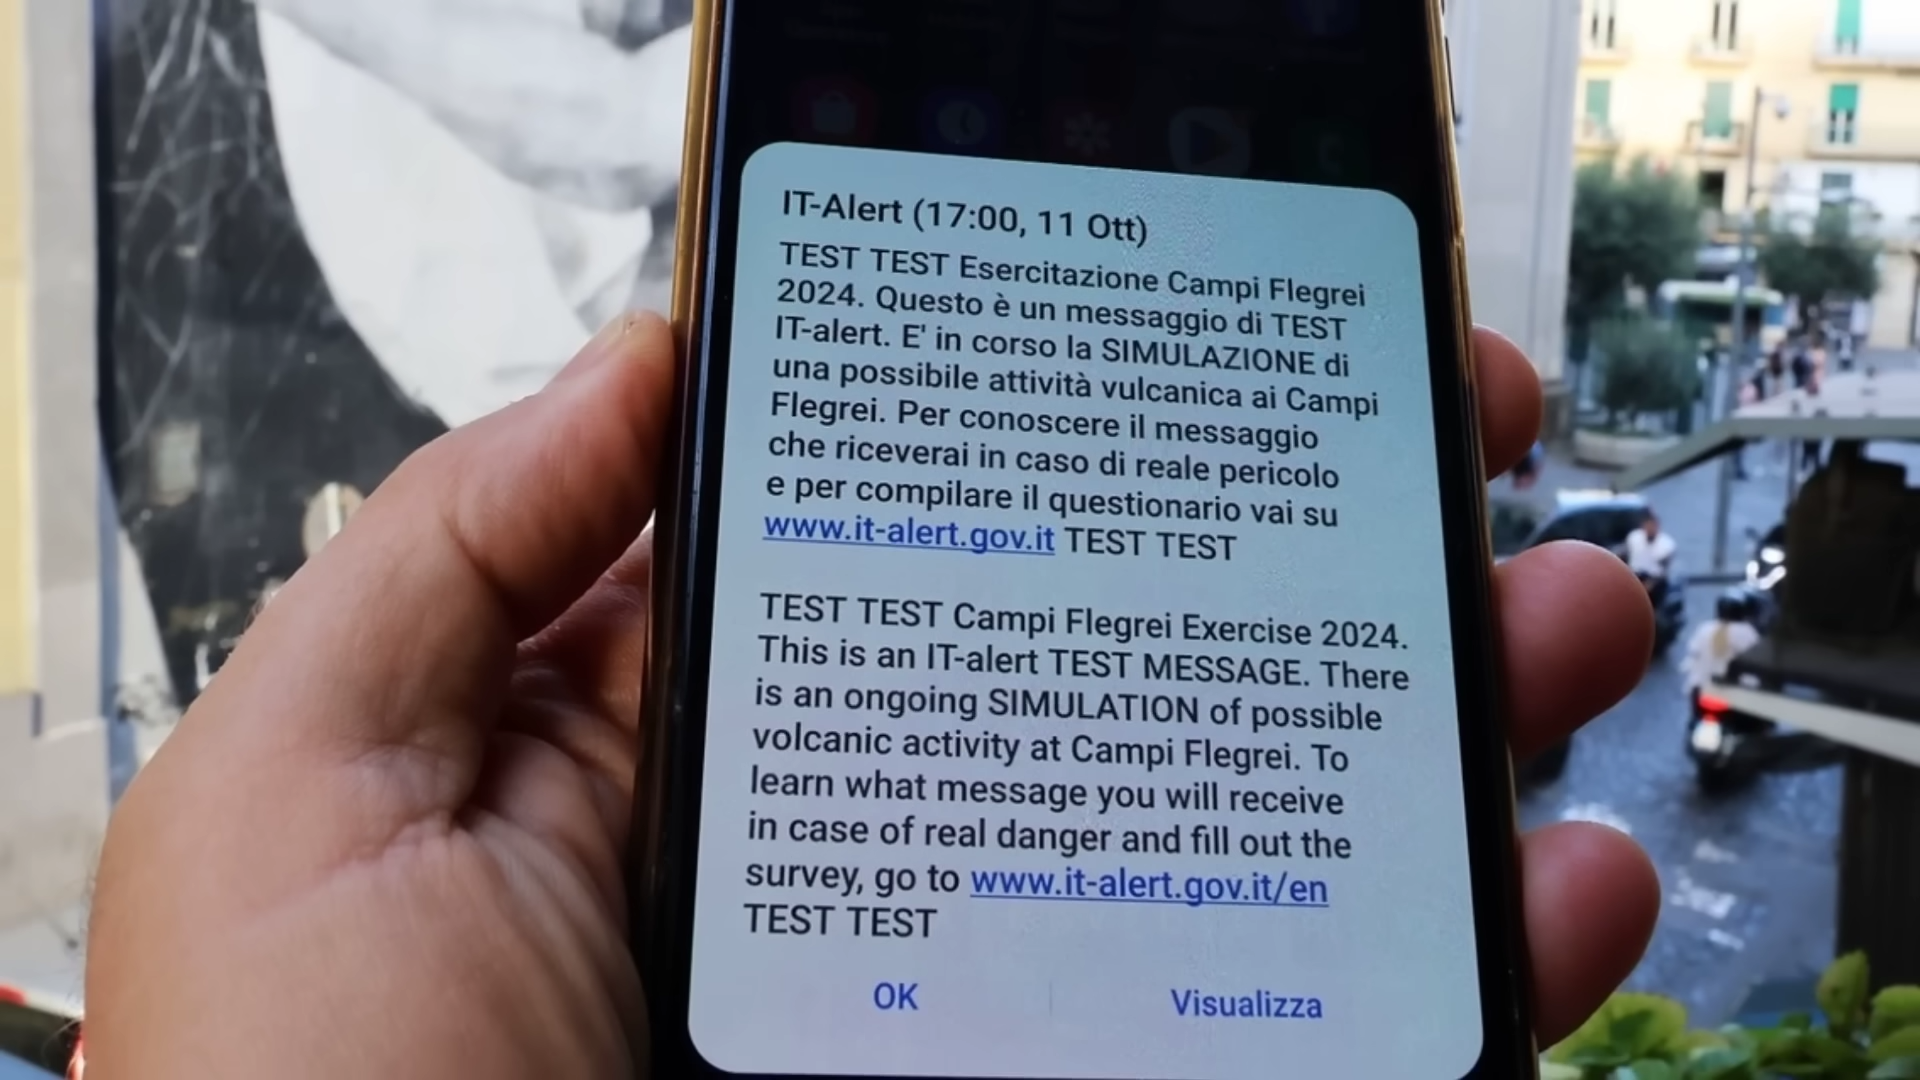 IT-Alert (17:00, 11 Ott)
TEST TEST Esercitazione Campi Flegrei
2024. Questo è un messaggio di TEST
IT-alert. E' in corso la SIMULAZIONE di
una possibile attività vulcanica ai Campi
Flegrei. Per conoscere il messaggio
che riceverai in caso di reale pericolo
e per compilare il questionario vai su
www.it-alert.gov.it TEST TEST
TEST TEST Campi Flegrei Exercise 2024.
This is an IT-alert TEST MESSAGE. There
is an ongoing SIMULATION of possible
volcanic activity at Campi Flegrei. To
learn what message you will receive
in case of real danger and fill out the
survey, go to www.it-alert.gov.it/en
TEST TEST
OK
Visualizza